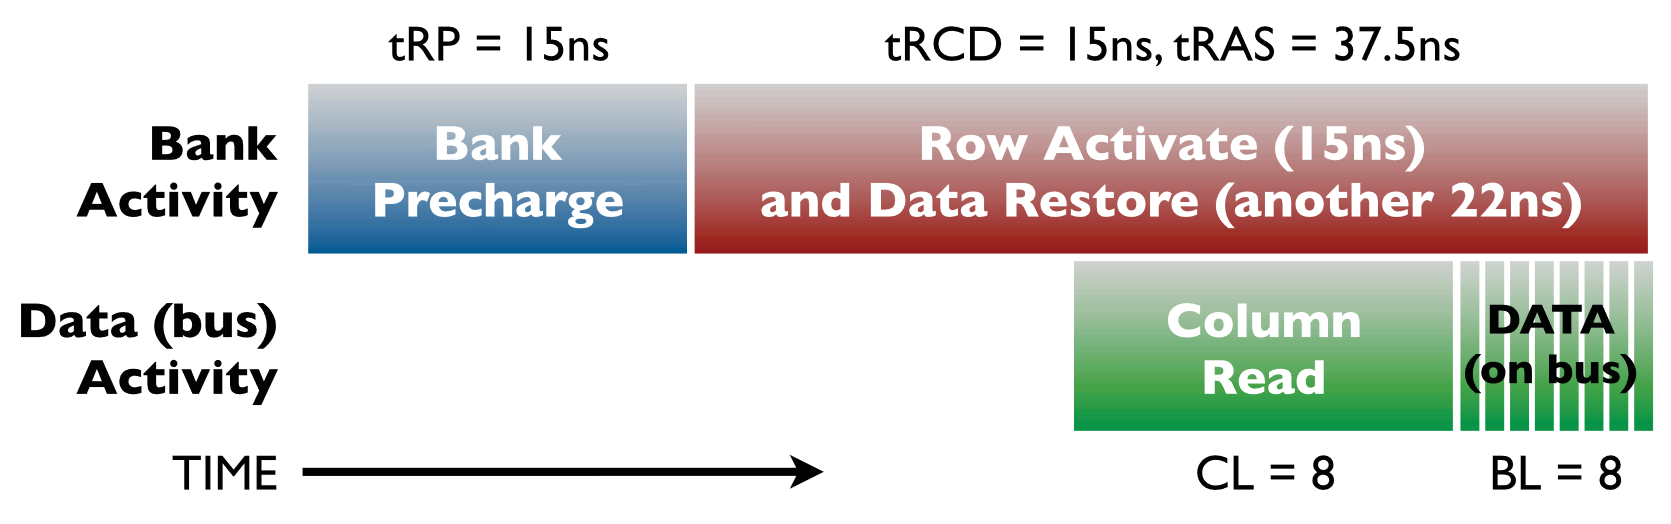 tRP = 15ns
tRCD = 15ns, tRAS = 37.5ns
Bank
Activity
Bank
Precharge
Row Activate (15ns)
and Data Restore (another 22ns)
Data (bus)
Activity
Column
Read
DATA
(on bus)
TIME
CL = 8
BL = 8